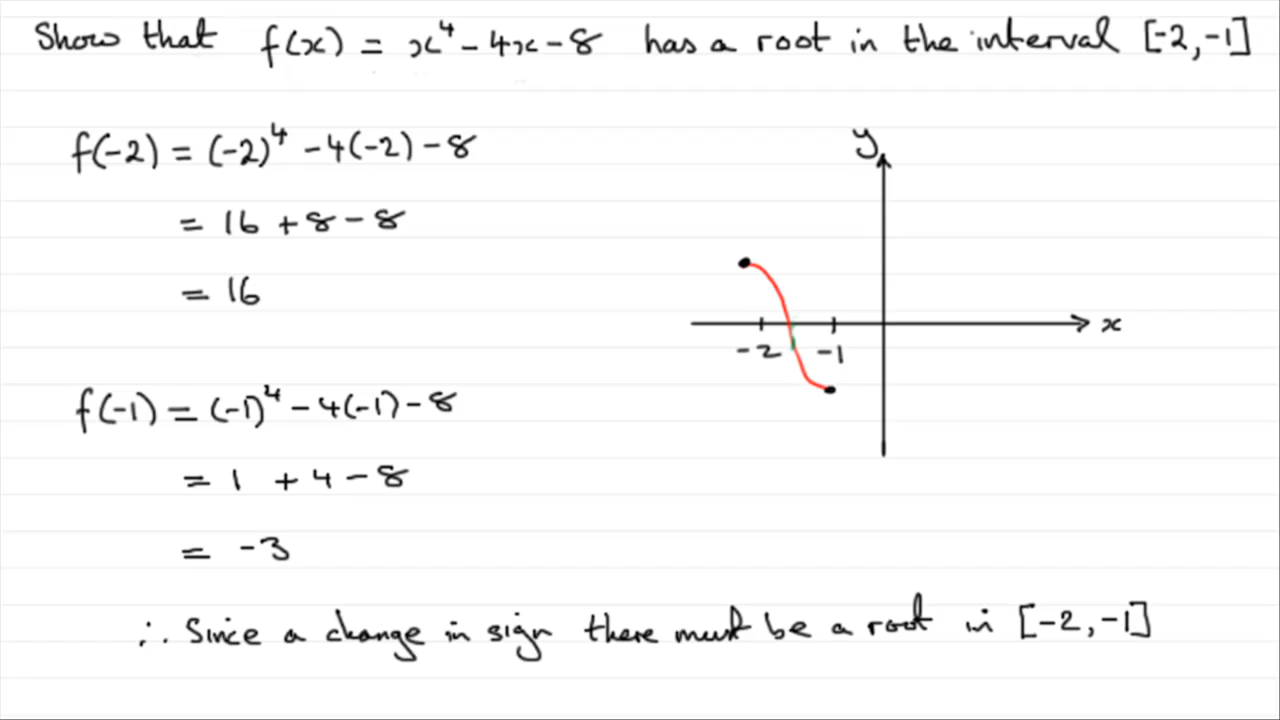 Show that f(x) = x⁴ - 4x - 8 has a root in the interval [-2, -1]
f(-2) = (-2)⁴ - 4(-2) - 8
= 16 + 8 - 8
= 16
f(-1) = (-1)⁴ - 4(-1) - 8
= 1 + 4 - 8
= -3
∴ Since a change in sign there must be a root in [-2, -1]
y
x
-2 -1